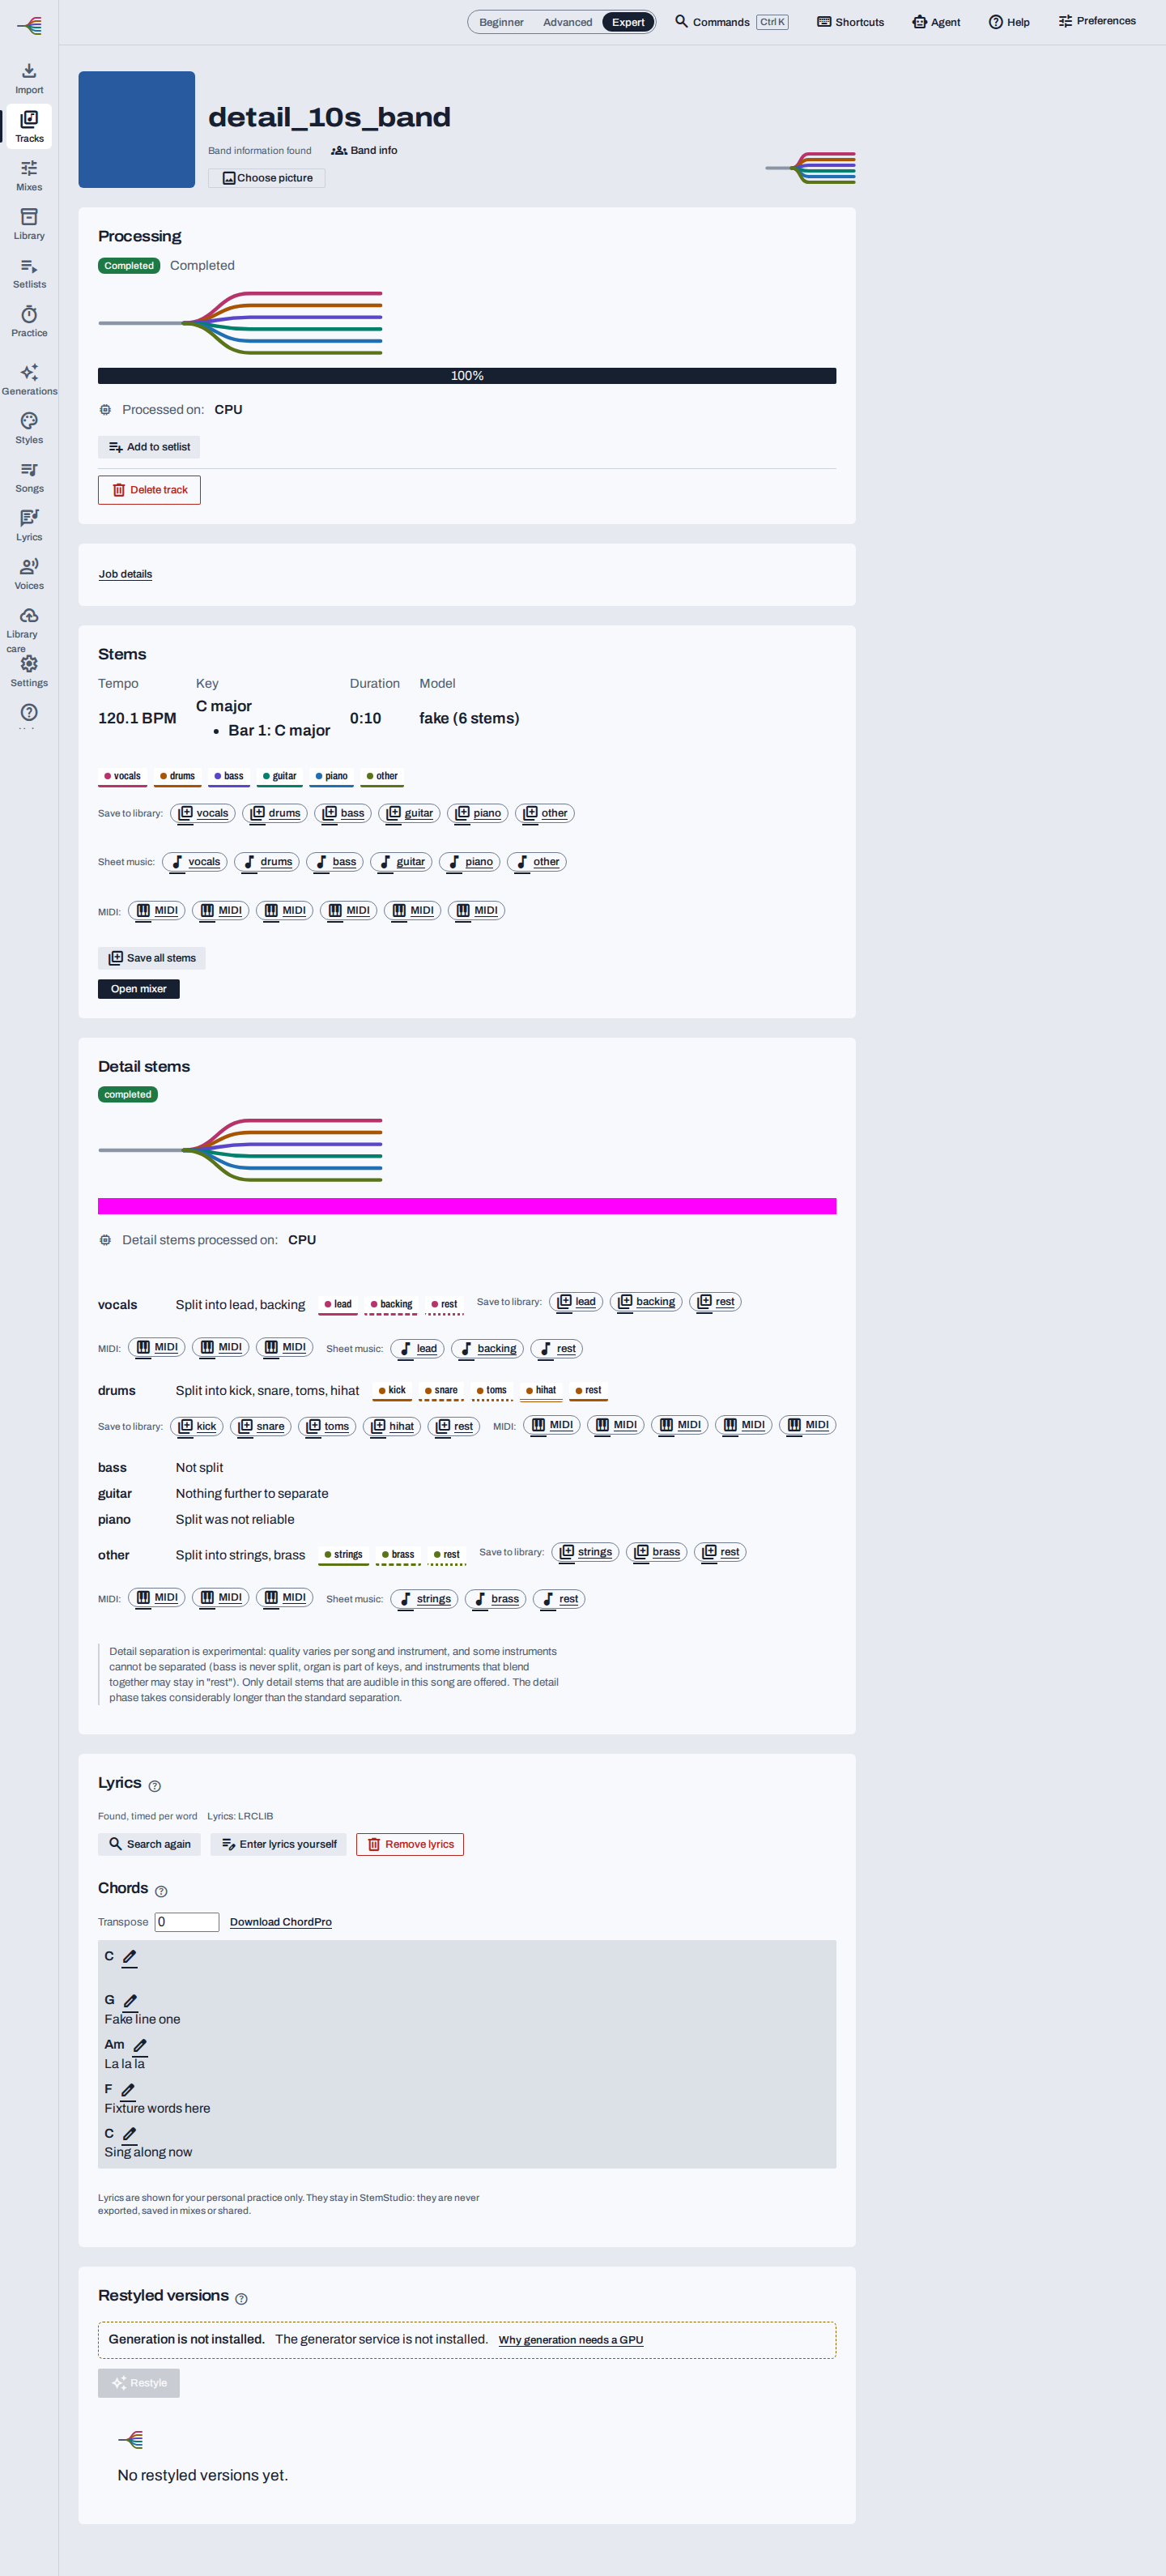 Beginner Advanced Expert Commands Ctrl K Shortcuts Agent Help Preferences
Import
Tracks
Mixes
Library
Setlists
Practice
Generations
Styles
Songs
Lyrics
Voices
Library care
Settings
detail_10s_band
Band information found Band info
Choose picture
Processing
Completed Completed
100%
Processed on: CPU
Add to setlist
Delete track
Job details
Stems
Tempo Key Duration Model
120.1 BPM C major 0:10 fake (6 stems)
Bar 1: C major
vocals drums bass guitar piano other
Save to library: vocals drums bass guitar piano other
Sheet music: vocals drums bass guitar piano other
MIDI: MIDI MIDI MIDI MIDI MIDI MIDI
Save all stems
Open mixer
Detail stems
completed
Detail stems processed on: CPU
vocals Split into lead, backing lead backing rest Save to library: lead backing rest
MIDI: MIDI MIDI MIDI Sheet music: lead backing rest
drums Split into kick, snare, toms, hihat kick snare toms hihat rest
Save to library: kick snare toms hihat rest MIDI: MIDI MIDI MIDI MIDI MIDI
bass Not split
guitar Nothing further to separate
piano Split was not reliable
other Split into strings, brass strings brass rest Save to library: strings brass rest
MIDI: MIDI MIDI MIDI Sheet music: strings brass rest
Detail separation is experimental: quality varies per song and instrument, and some instruments
cannot be separated (bass is never split, organ is part of keys, and instruments that blend
together may stay in "rest"). Only detail stems that are audible in this song are offered. The detail
phase takes considerably longer than the standard separation.
Lyrics
Found, timed per word Lyrics: LRCLIB
Search again Enter lyrics yourself Remove lyrics
Chords
Transpose 0 Download ChordPro
C
G
Fake line one
Am
La la la
F
Fixture words here
C
Sing along now
Lyrics are shown for your personal practice only. They stay in StemStudio: they are never
exported, saved in mixes or shared.
Restyled versions
Generation is not installed. The generator service is not installed. Why generation needs a GPU
Restyle
No restyled versions yet.